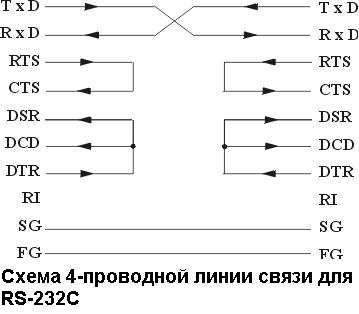 T x D T x D
R x D R x D
RTS RTS
CTS CTS
DSR DSR
DCD DCD
DTR DTR
RI RI
SG SG
FG FG
Схема 4-проводной линии связи для
RS-232C